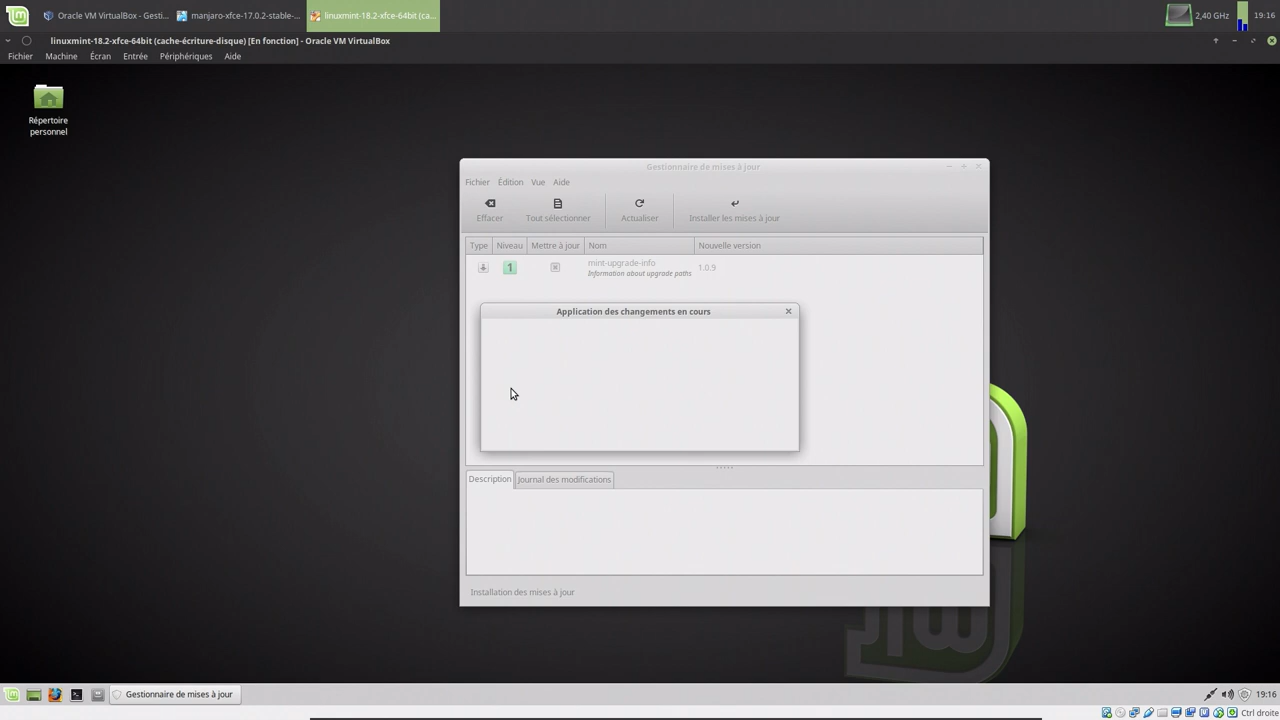 Oracle VM VirtualBox - Gesti...
manjaro-xfce-17.0.2-stable-...
linuxmint-18.2-xfce-64bit (ca...
2,40 GHz
19:16
linuxmint-18.2-xfce-64bit (cache-écriture-disque) [En fonction] - Oracle VM VirtualBox
Fichier Machine Écran Entrée Périphériques Aide
Répertoire
personnel
Gestionnaire de mises à jour
Fichier Édition Vue Aide
Effacer Tout sélectionner Actualiser Installer les mises à jour
Type Niveau Mettre à jour Nom Nouvelle version
1 mint-upgrade-info 1.0.9
Information about upgrade paths
Application des changements en cours
Description Journal des modifications
Installation des mises à jour
Gestionnaire de mises à jour
19:16
Ctrl droite